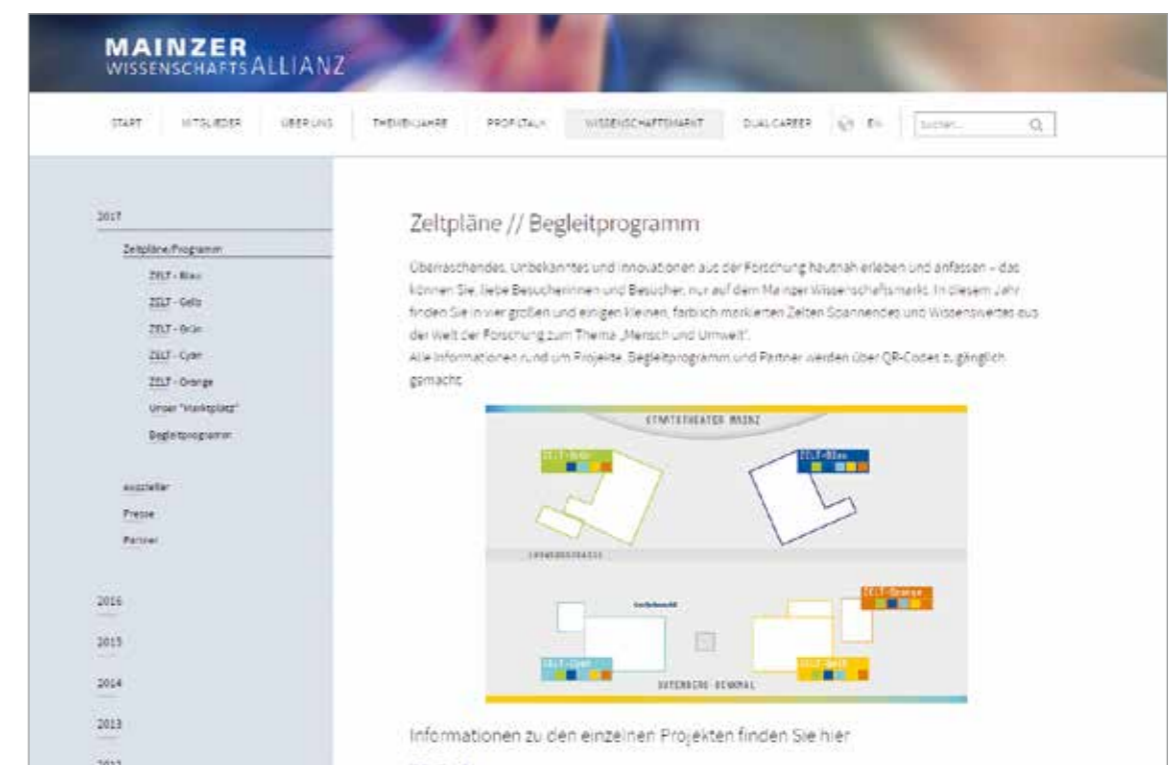 MAINZER
WISSENSCHAFTSALLIANZ
START MITGLIEDER ÜBER UNS THEMENJAHRE PROFILTALK WISSENSCHAFTSMARKT DUAL CAREER EN Suchen...
2017
Zeltpläne/Programm
ZELT - Blau
ZELT - Gelb
ZELT - Grün
ZELT - Cyan
ZELT - Orange
Unser "Marktplatz"
Begleitprogramm
Aussteller
Presse
Partner
2016
2015
2014
2013
2012
Zeltpläne // Begleitprogramm
Überraschendes, Unbekanntes und Innovationen aus der Forschung hautnah erleben und anfassen – das
können Sie, liebe Besucherinnen und Besucher, nur auf dem Mainzer Wissenschaftsmarkt. In diesem Jahr
finden Sie in vier großen und einigen kleinen, farblich markierten Zelten Spannendes und Wissenswertes aus
der Welt der Forschung zum Thema „Mensch und Umwelt".
Alle Informationen rund um Projekte, Begleitprogramm und Partner werden über QR-Codes zugänglich
gemacht.
STAATSTHEATER MAINZ
ZELT-Grün
ZELT-Blau
LUDWIGSSTRASSE
ZELT-Orange
ZELT-Cyan
ZELT-Gelb
GUTENBERG-DENKMAL
Informationen zu den einzelnen Projekten finden Sie hier